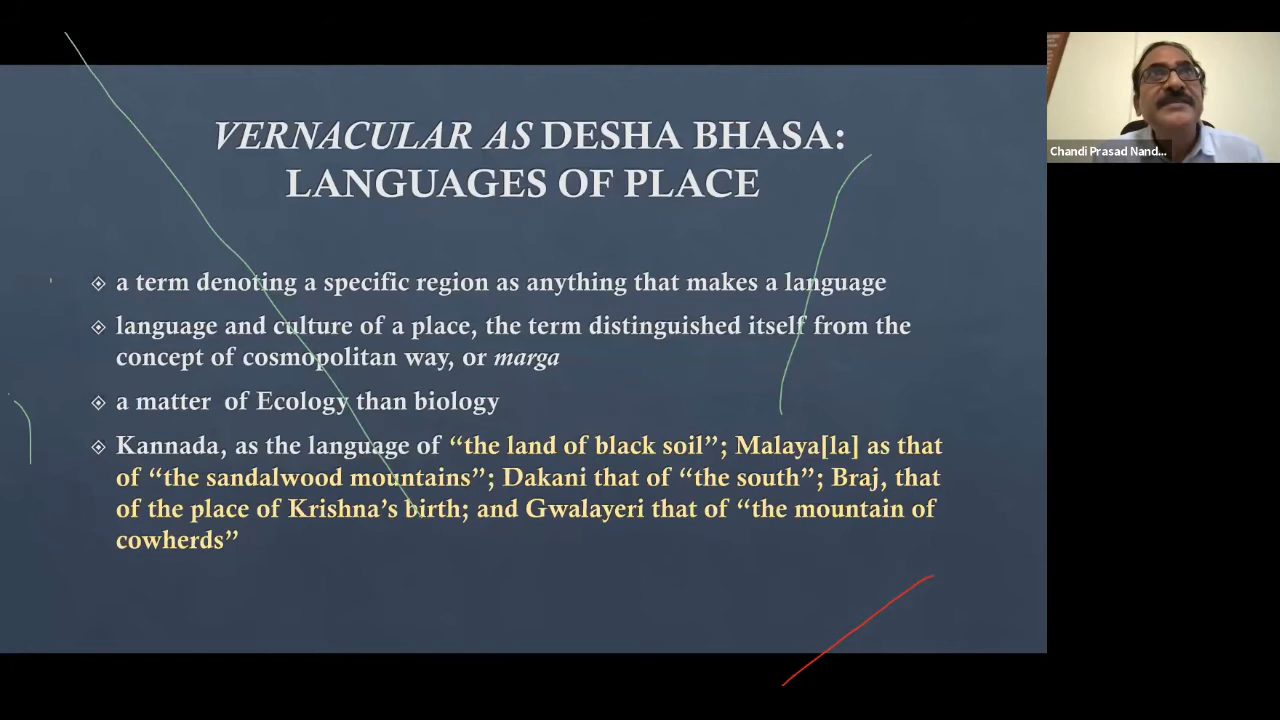 VERNACULAR AS DESHA BHASA:
LANGUAGES OF PLACE
a term denoting a specific region as anything that makes a language
language and culture of a place, the term distinguished itself from the
concept of cosmopolitan way, or marga
a matter of Ecology than biology
Kannada, as the language of “the land of black soil”; Malaya[la] as that
of “the sandalwood mountains”; Dakani that of “the south”; Braj, that
of the place of Krishna’s birth; and Gwalayeri that of “the mountain of
cowherds”
Chandi Prasad Nand...